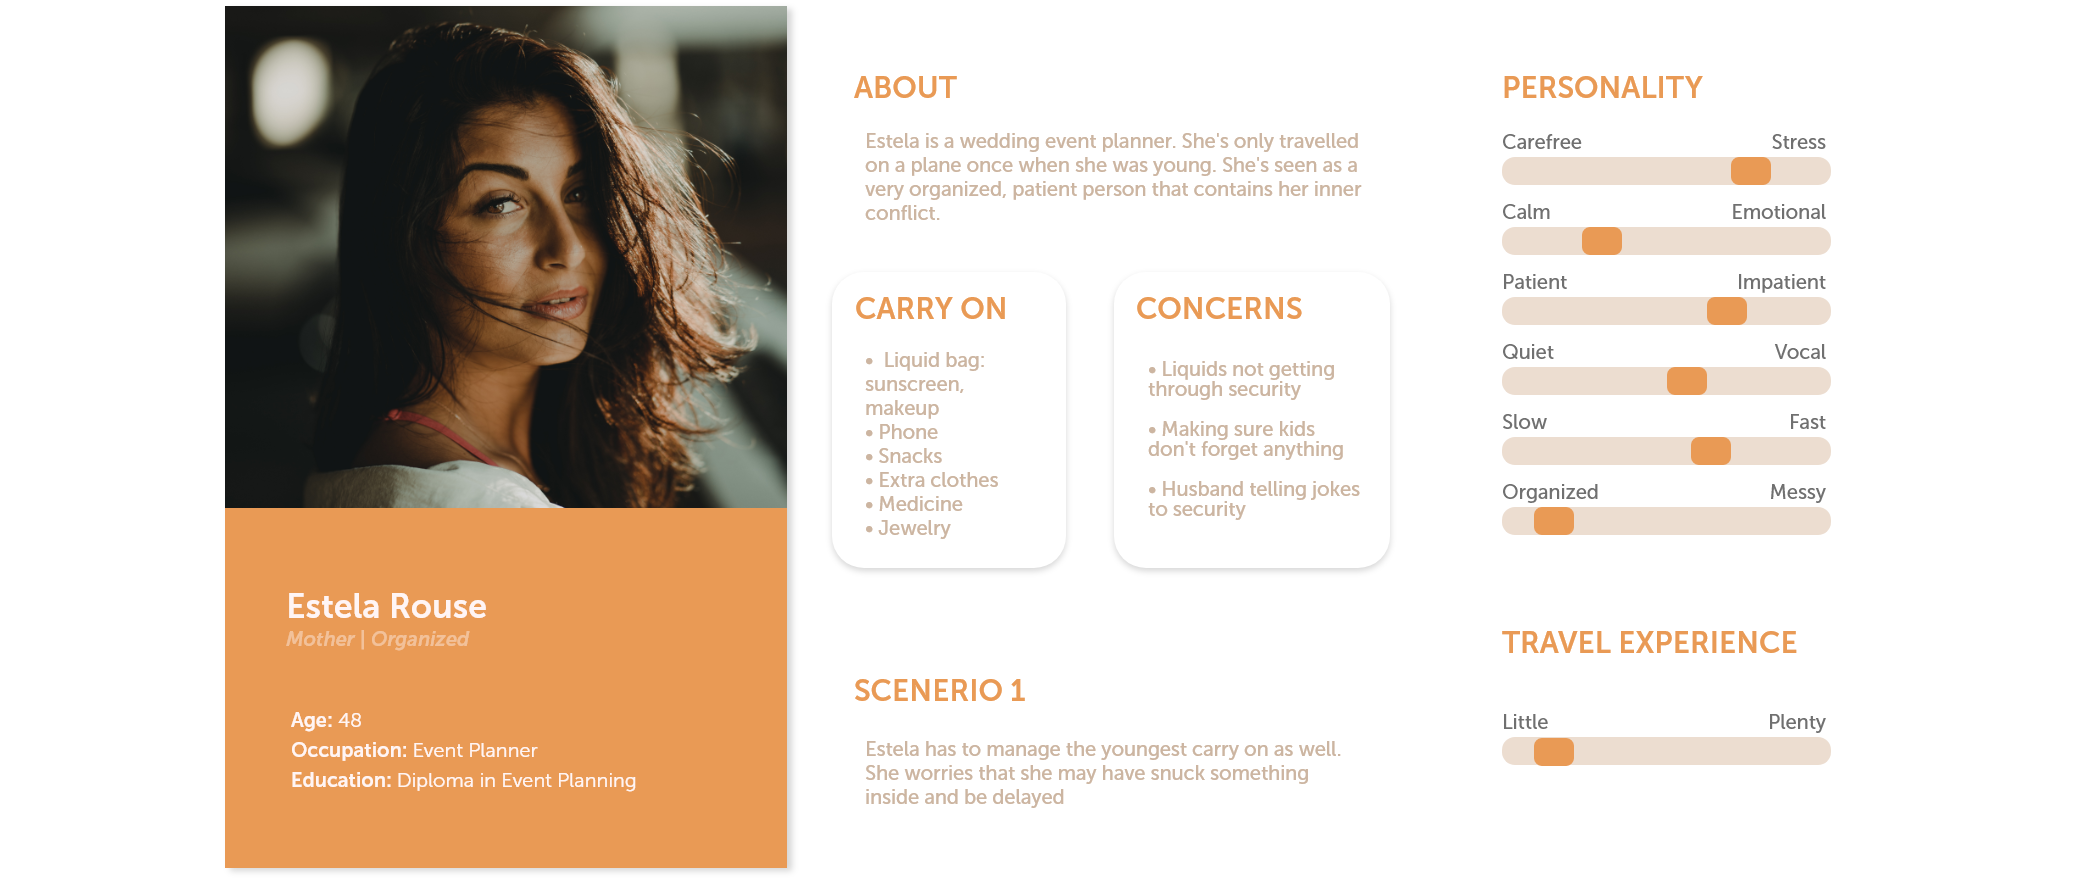 Estela Rouse
Mother | Organized
Age: 48
Occupation: Event Planner
Education: Diploma in Event Planning
ABOUT
Estela is a wedding event planner. She's only travelled
on a plane once when she was young. She's seen as a
very organized, patient person that contains her inner
conflict.
CARRY ON
• Liquid bag:
sunscreen,
makeup
• Phone
• Snacks
• Extra clothes
• Medicine
• Jewelry
CONCERNS
• Liquids not getting
through security
• Making sure kids
don't forget anything
• Husband telling jokes
to security
SCENERIO 1
Estela has to manage the youngest carry on as well.
She worries that she may have snuck something
inside and be delayed
PERSONALITY
Carefree Stress
Calm Emotional
Patient Impatient
Quiet Vocal
Slow Fast
Organized Messy
TRAVEL EXPERIENCE
Little Plenty